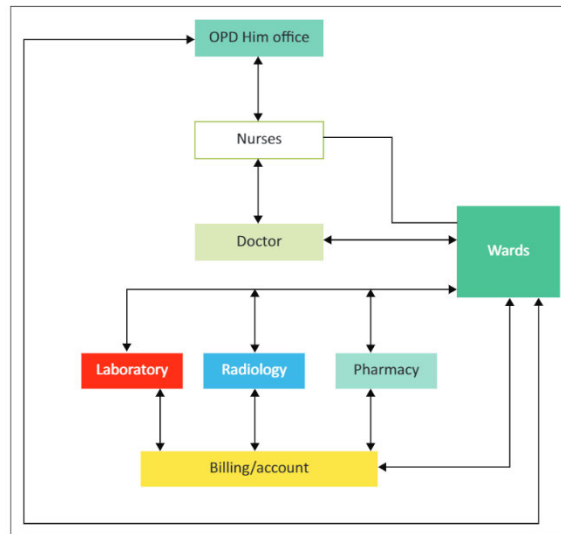 OPD Him office
Nurses
Doctor
Wards
Laboratory
Radiology
Pharmacy
Billing/account